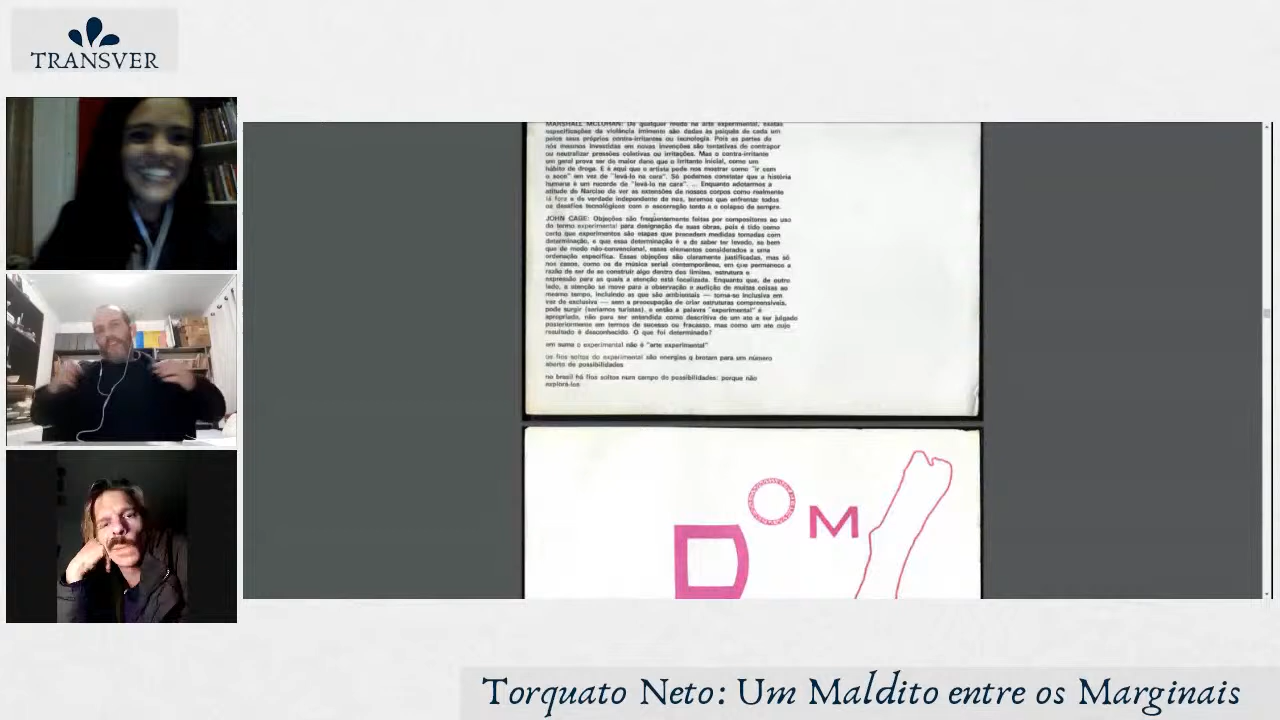 TRANSVER
MARSHALL MCLUHAN: De qualquer modo na arte experimental, exatas
especificações da violência iminente são dadas às psiquis de cada um
pelos seus próprios contra-irritantes ou tecnologia. Pois as partes de
nós mesmos investidas em novas invenções são tentativas de contrapor
ou neutralizar pressões coletivas ou irritações. Mas o contra-irritante
em geral prova ser de maior dano que o irritante inicial, como um
hábito de droga. E é aqui que o artista pode nos mostrar como "ir com
o soco" em vez de "levá-lo na cara". Só podemos constatar que a história
humana é um recorde de "levá-lo na cara". ... Enquanto adotarmos a
atitude de Narciso de ver as extensões de nossos corpos como realmente
lá fora e de verdade independente de nós, teremos que enfrentar todos
os desafios tecnológicos com o escorregão tonto e o colapso de sempre.
JOHN CAGE: Objeções são freqüentemente feitas por compositores ao uso
do termo experimental para designação de suas obras, pois é tido como
certo que experimentos são etapas que precedem medidas tomadas com
determinação, e que essa determinação é a de saber ter levado, se bem
que de modo não-convencional, esses elementos considerados a uma
ordenação específica. Essas objeções são claramente justificadas, mas só
nos casos, como os da música serial contemporânea, em que permanece a
razão de ser de se construir algo dentro dos limites, estrutura e
expressão para as quais a atenção está focalizada. Enquanto que, de outro
lado, a atenção se move para a observação e audição de muitas coisas ao
mesmo tempo, incluindo as que são ambientais — torna-se inclusiva em
vez de exclusiva — sem a preocupação de criar estruturas compreensíveis,
pode surgir (seríamos turistas), e então a palavra "experimental" é
apropriada, não para ser entendida como descritiva de um ato a ser julgado
posteriormente em termos de sucesso ou fracasso, mas como um ato cujo
resultado é desconhecido. O que foi determinado?
em suma o experimental não é "arte experimental"
os fios soltos do experimental são energias q brotam para um número
aberto de possibilidades
no brasil há fios soltos num campo de possibilidades: porque não
explorá-los
O M
Torquato Neto: Um Maldito entre os Marginais